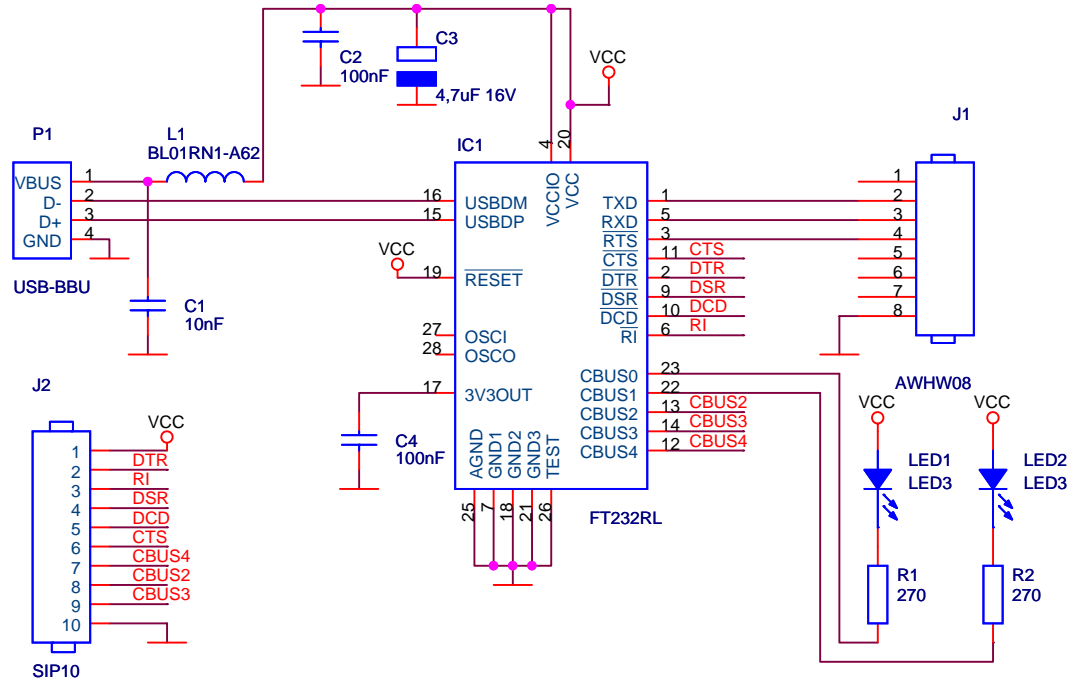 C2
100nF
C3
4,7uF 16V
VCC
P1
L1
BL01RN1-A62
IC1
4
20
J1
VBUS
D-
D+
GND
1
2
3
4
USB-BBU
C1
10nF
16
15
19
27
28
17
VCC
USBDM
USBDP
RESET
OSCI
OSCO
3V3OUT
VCCIO
VCC
TXD
RXD
RTS
CTS
DTR
DSR
DCD
RI
CBUS0
CBUS1
CBUS2
CBUS3
CBUS4
AGND
GND1
GND2
GND3
TEST
1
5
3
11 CTS
2 DTR
9 DSR
10 DCD
6 RI
23
22
13 CBUS2
14 CBUS3
12 CBUS4
25
7
18
21
26
FT232RL
1
2
3
4
5
6
7
8
AWHW08
C4
100nF
J2
VCC
1
2 DTR
3 RI
4 DSR
5 DCD
6 CTS
7 CBUS4
8 CBUS2
9 CBUS3
10
SIP10
VCC
VCC
LED1
LED3
LED2
LED3
R1
270
R2
270